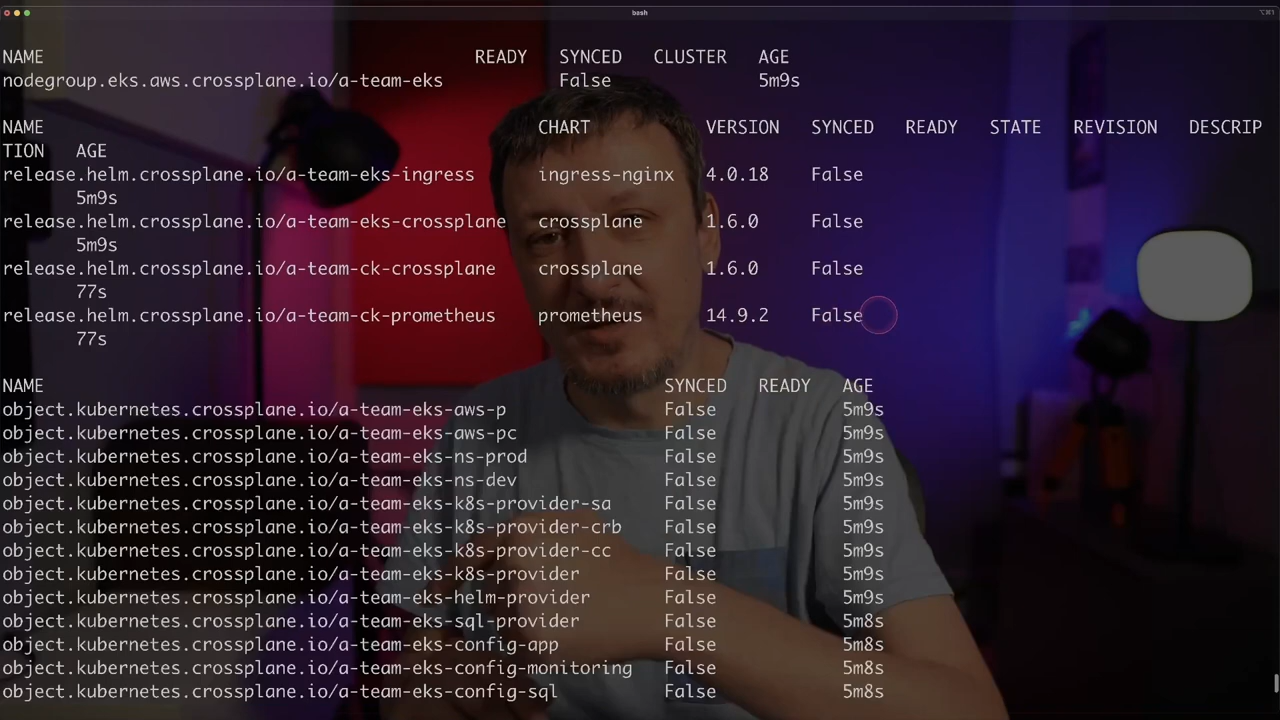 bash
⌥⌘1
NAME READY SYNCED CLUSTER AGE
nodegroup.eks.aws.crossplane.io/a-team-eks False 5m9s
NAME CHART VERSION SYNCED READY STATE REVISION DESCRIP
TION AGE
release.helm.crossplane.io/a-team-eks-ingress ingress-nginx 4.0.18 False
5m9s
release.helm.crossplane.io/a-team-eks-crossplane crossplane 1.6.0 False
5m9s
release.helm.crossplane.io/a-team-ck-crossplane crossplane 1.6.0 False
77s
release.helm.crossplane.io/a-team-ck-prometheus prometheus 14.9.2 False
77s
NAME SYNCED READY AGE
object.kubernetes.crossplane.io/a-team-eks-aws-p False 5m9s
object.kubernetes.crossplane.io/a-team-eks-aws-pc False 5m9s
object.kubernetes.crossplane.io/a-team-eks-ns-prod False 5m9s
object.kubernetes.crossplane.io/a-team-eks-ns-dev False 5m9s
object.kubernetes.crossplane.io/a-team-eks-k8s-provider-sa False 5m9s
object.kubernetes.crossplane.io/a-team-eks-k8s-provider-crb False 5m9s
object.kubernetes.crossplane.io/a-team-eks-k8s-provider-cc False 5m9s
object.kubernetes.crossplane.io/a-team-eks-k8s-provider False 5m9s
object.kubernetes.crossplane.io/a-team-eks-helm-provider False 5m9s
object.kubernetes.crossplane.io/a-team-eks-sql-provider False 5m8s
object.kubernetes.crossplane.io/a-team-eks-config-app False 5m8s
object.kubernetes.crossplane.io/a-team-eks-config-monitoring False 5m8s
object.kubernetes.crossplane.io/a-team-eks-config-sql False 5m8s